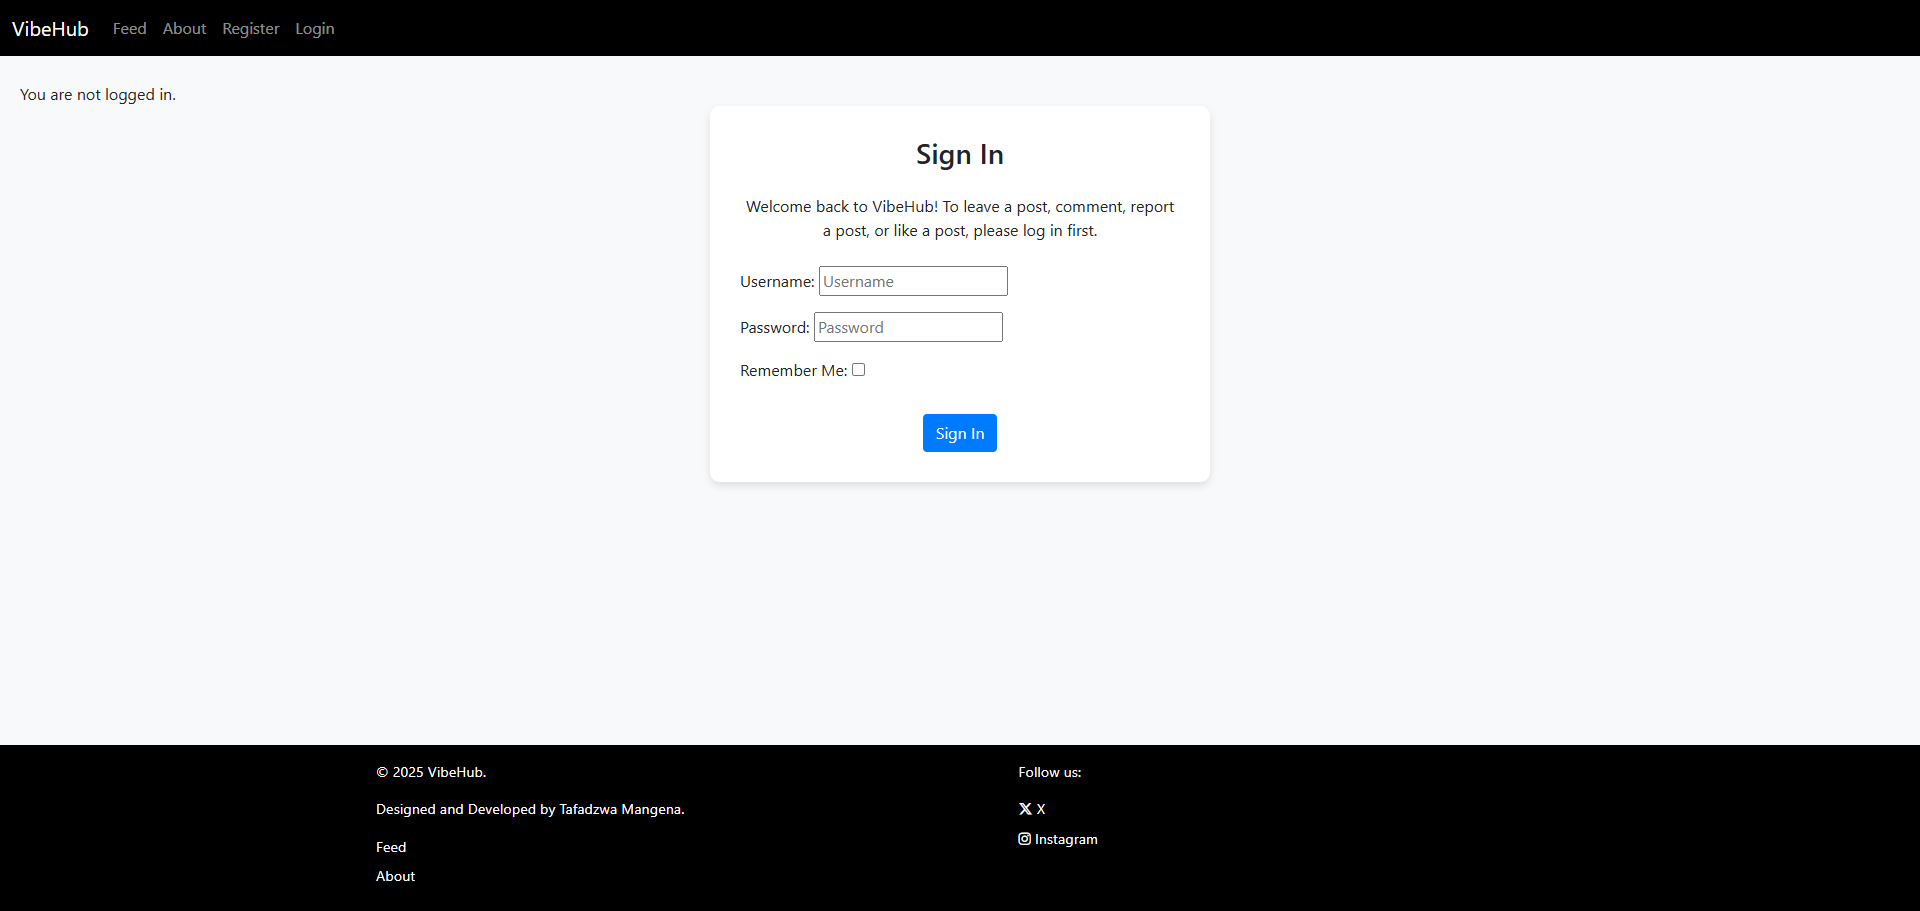 VibeHub Feed About Register Login
You are not logged in.
Sign In
Welcome back to VibeHub! To leave a post, comment, report
a post, or like a post, please log in first.
Username: Username
Password: Password
Remember Me:
Sign In
© 2025 VibeHub.
Designed and Developed by Tafadzwa Mangena.
Feed
About
Follow us:
X
Instagram